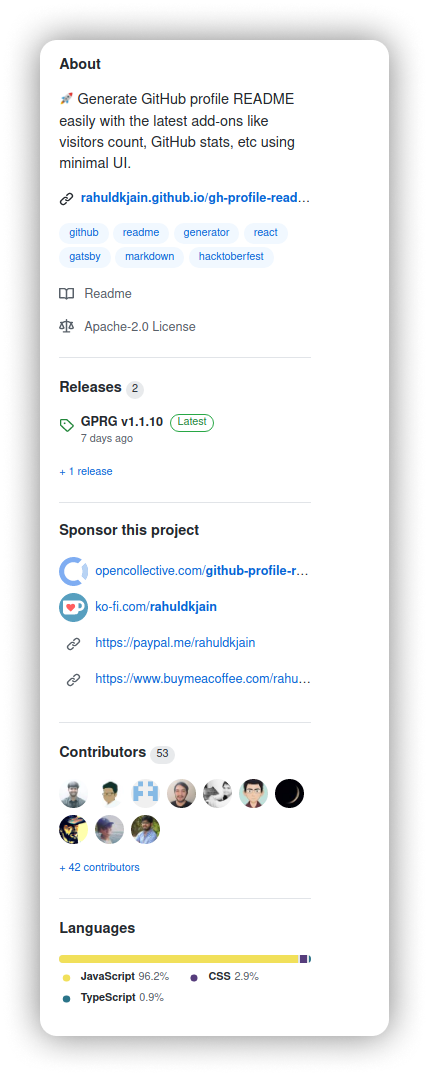 About
🚀 Generate GitHub profile README
easily with the latest add-ons like
visitors count, GitHub stats, etc using
minimal UI.
rahuldkjain.github.io/gh-profile-read...
github readme generator react
gatsby markdown hacktoberfest
Readme
Apache-2.0 License
Releases 2
GPRG v1.1.10 Latest
7 days ago
+ 1 release
Sponsor this project
opencollective.com/github-profile-r...
ko-fi.com/rahuldkjain
https://paypal.me/rahuldkjain
https://www.buymeacoffee.com/rahu...
Contributors 53
+ 42 contributors
Languages
JavaScript 96.2% CSS 2.9%
TypeScript 0.9%